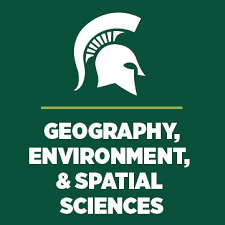 GEOGRAPHY,
ENVIRONMENT,
& SPATIAL
SCIENCES